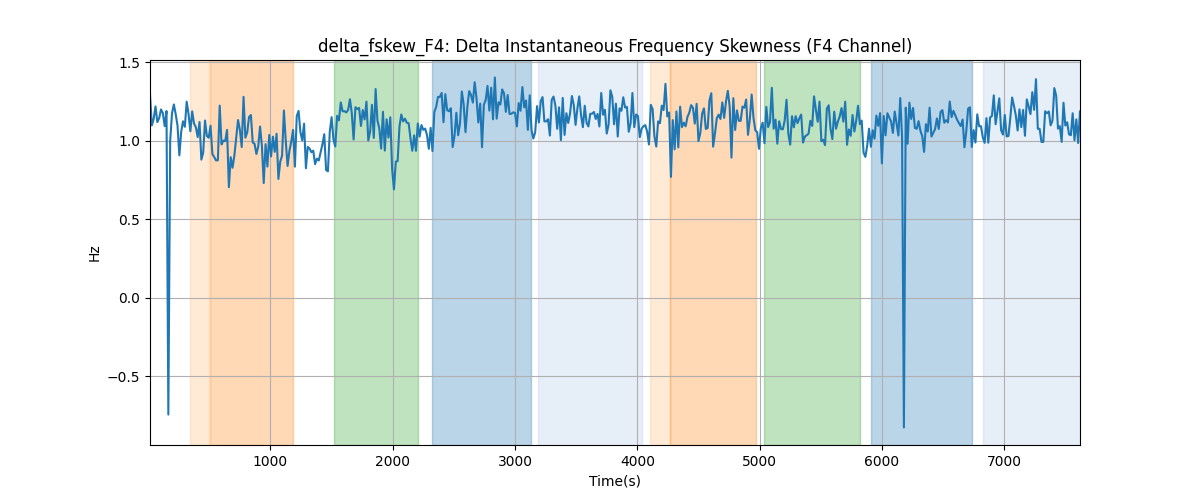 delta_fskew_F4: Delta Instantaneous Frequency Skewness (F4 Channel)
1.5
1.0
0.5
0.0
−0.5
Hz
1000 2000 3000 4000 5000 6000 7000
Time(s)